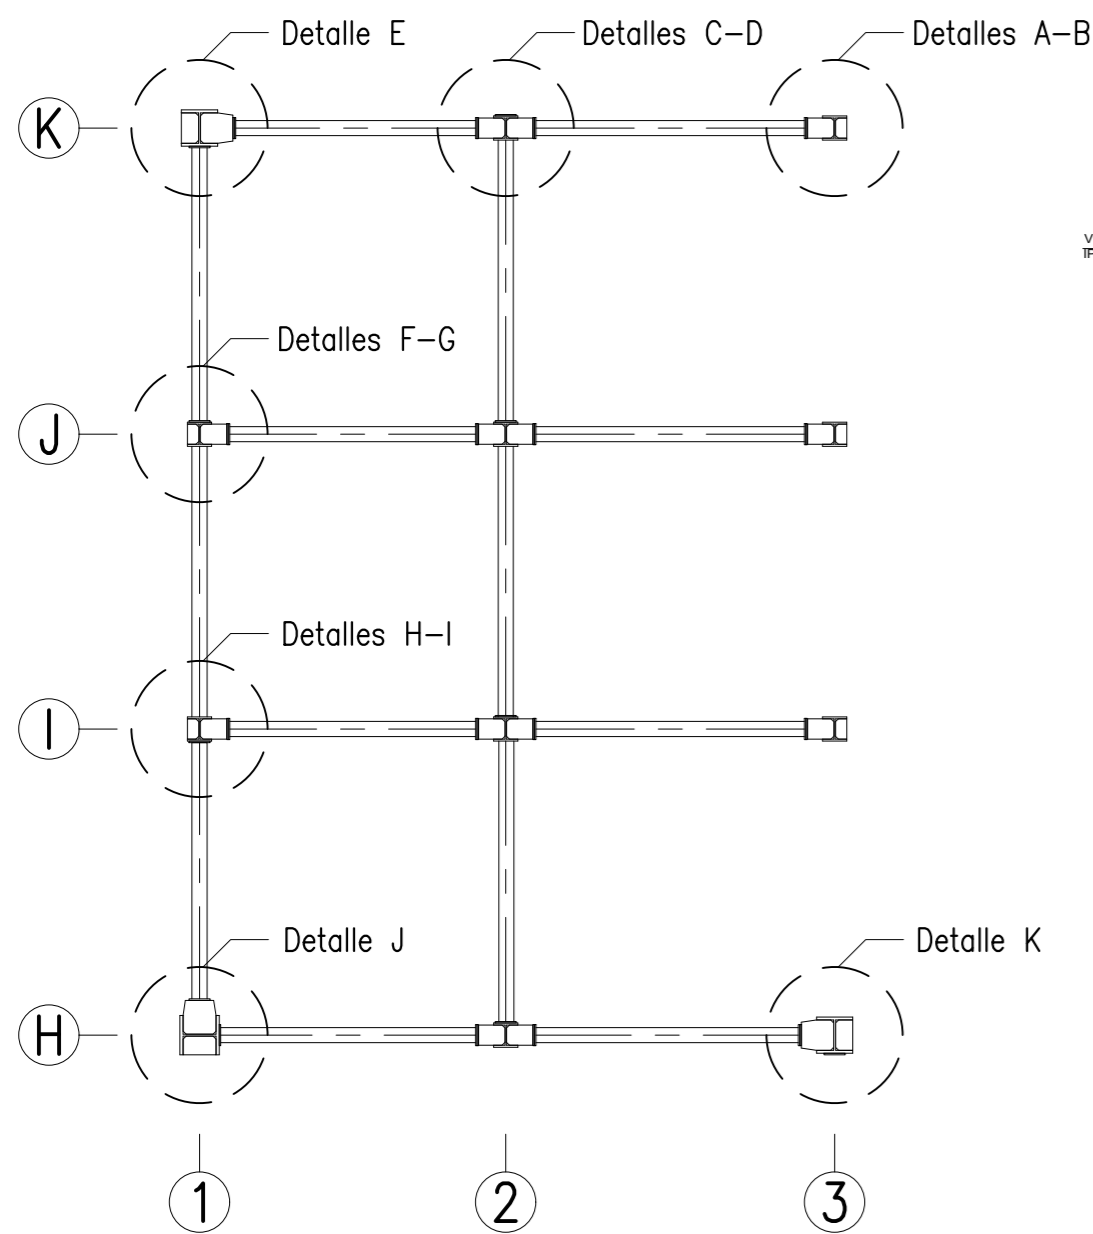 Detalle E
Detalles C-D
Detalles A-B
K
Detalles F-G
J
Detalles H-I
I
Detalle J
Detalle K
H
1
2
3